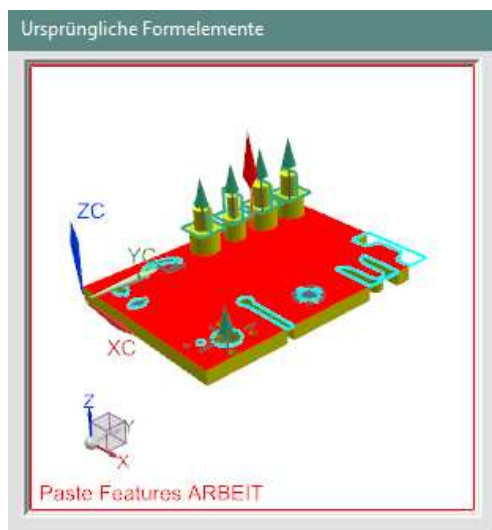 Ursprüngliche Formelemente
ZC
YC
XC
Z
Y
X
Paste Features ARBEIT